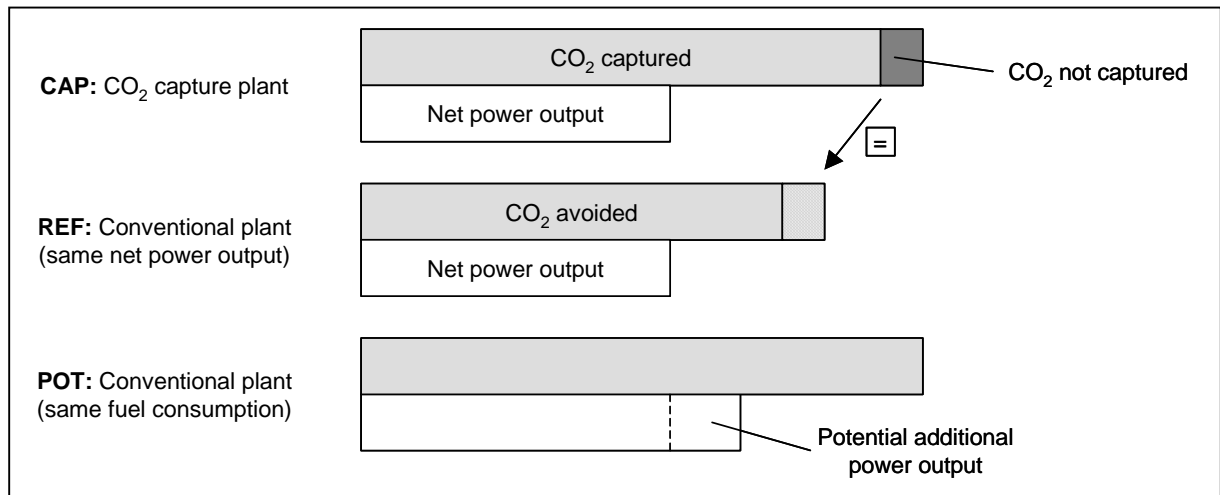 CO₂ captured
CO₂ not captured
CAP: CO₂ capture plant
Net power output
=
CO₂ avoided
REF: Conventional plant
(same net power output)
Net power output
POT: Conventional plant
(same fuel consumption)
Potential additional
power output